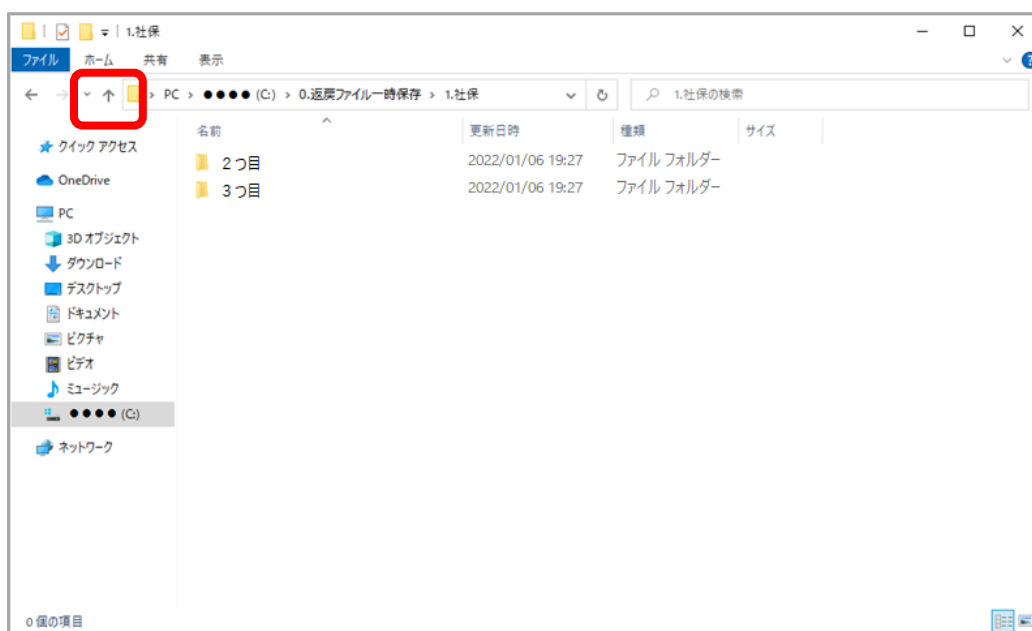 1.社保
ファイル ホーム 共有 表示
PC › ●●●● (C:) › 0.返戻ファイル一時保存 › 1.社保 1.社保の検索
名前 更新日時 種類 サイズ
クイック アクセス
２つ目 2022/01/06 19:27 ファイル フォルダー
OneDrive
３つ目 2022/01/06 19:27 ファイル フォルダー
PC
3D オブジェクト
ダウンロード
デスクトップ
ドキュメント
ピクチャ
ビデオ
ミュージック
●●●● (C:)
ネットワーク
0 個の項目